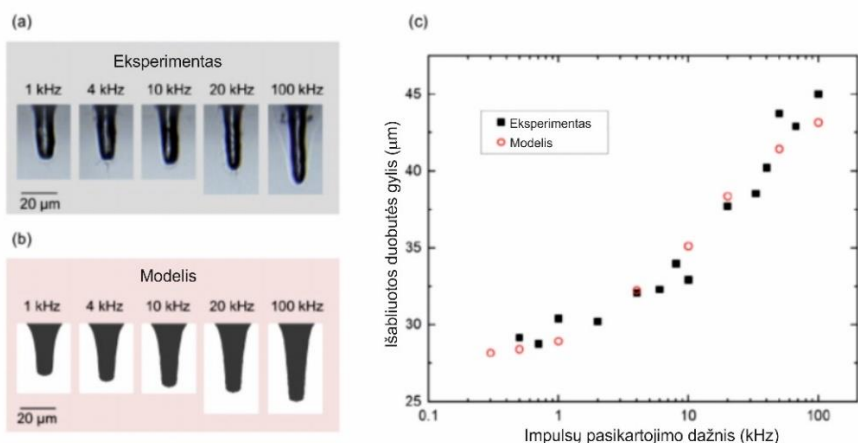 (a)
Eksperimentas
1 kHz 4 kHz 10 kHz 20 kHz 100 kHz
20 µm
(b)
Modelis
1 kHz 4 kHz 10 kHz 20 kHz 100 kHz
20 µm
(c)
Išabliuotos duobutės gylis (µm)
45
40
35
30
25
Eksperimentas
Modelis
0.1 1 10 100
Impulsų pasikartojimo dažnis (kHz)